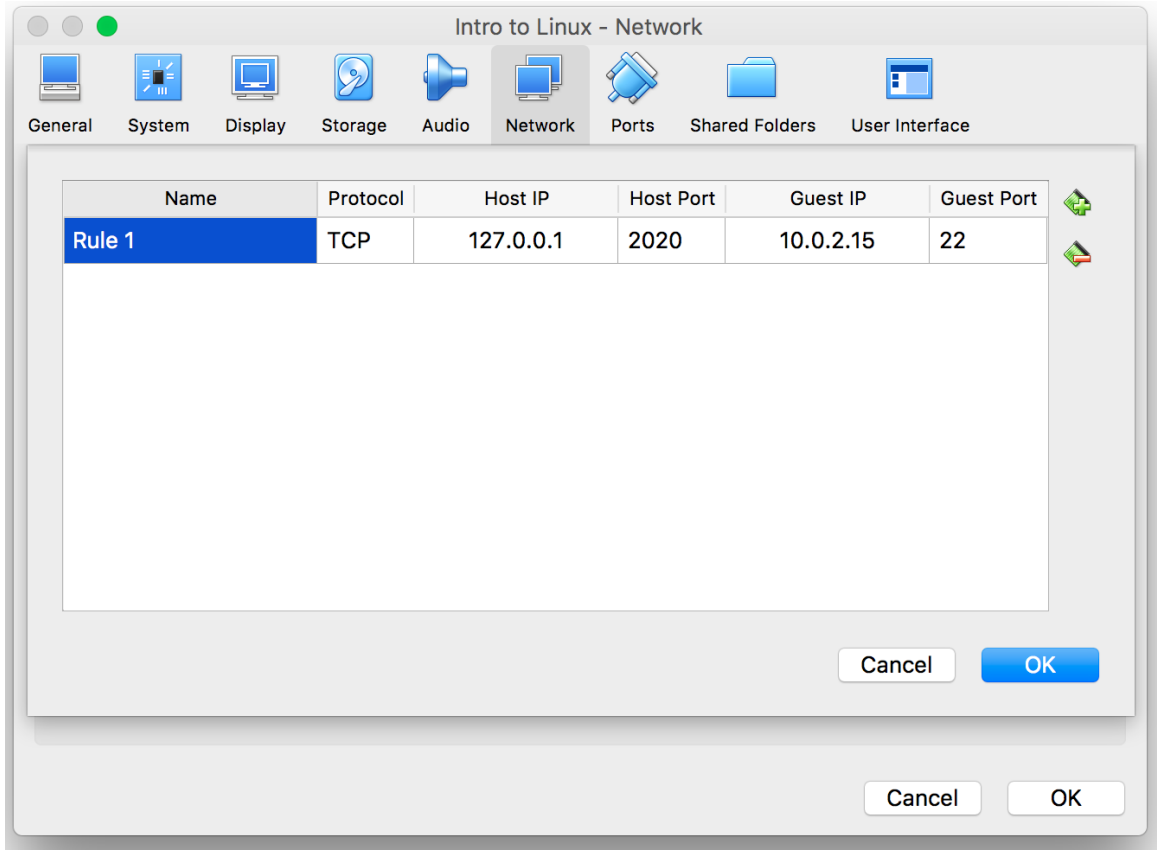 Intro to Linux - Network
General System Display Storage Audio Network Ports Shared Folders User Interface
Name Protocol Host IP Host Port Guest IP Guest Port
Rule 1 TCP 127.0.0.1 2020 10.0.2.15 22
Cancel OK
Cancel OK